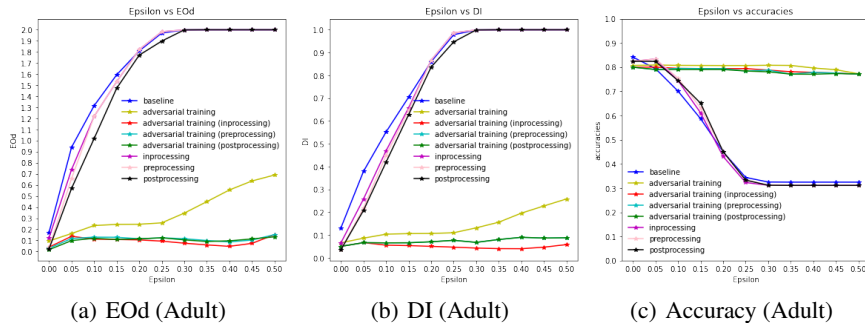 Epsilon vs EOd
2.0
1.9
1.8
1.7
1.6
1.5
1.4
1.3
1.2
1.1
1.0
0.9
0.8
0.7
0.6
0.5
0.4
0.3
0.2
0.1
0.0
EOd
baseline
adversarial training
adversarial training (inprocessing)
adversarial training (preprocessing)
adversarial training (postprocessing)
inprocessing
preprocessing
postprocessing
0.00 0.05 0.10 0.15 0.20 0.25 0.30 0.35 0.40 0.45 0.50
Epsilon
(a) EOd (Adult)
Epsilon vs DI
1.0
0.9
0.8
0.7
0.6
0.5
0.4
0.3
0.2
0.1
0.0
DI
baseline
adversarial training
adversarial training (inprocessing)
adversarial training (preprocessing)
adversarial training (postprocessing)
inprocessing
preprocessing
postprocessing
0.00 0.05 0.10 0.15 0.20 0.25 0.30 0.35 0.40 0.45 0.50
Epsilon
(b) DI (Adult)
Epsilon vs accuracies
1.0
0.9
0.8
0.7
0.6
0.5
0.4
0.3
0.2
0.1
0.0
accuracies
baseline
adversarial training
adversarial training (inprocessing)
adversarial training (preprocessing)
adversarial training (postprocessing)
inprocessing
preprocessing
postprocessing
0.00 0.05 0.10 0.15 0.20 0.25 0.30 0.35 0.40 0.45 0.50
Epsilon
(c) Accuracy (Adult)